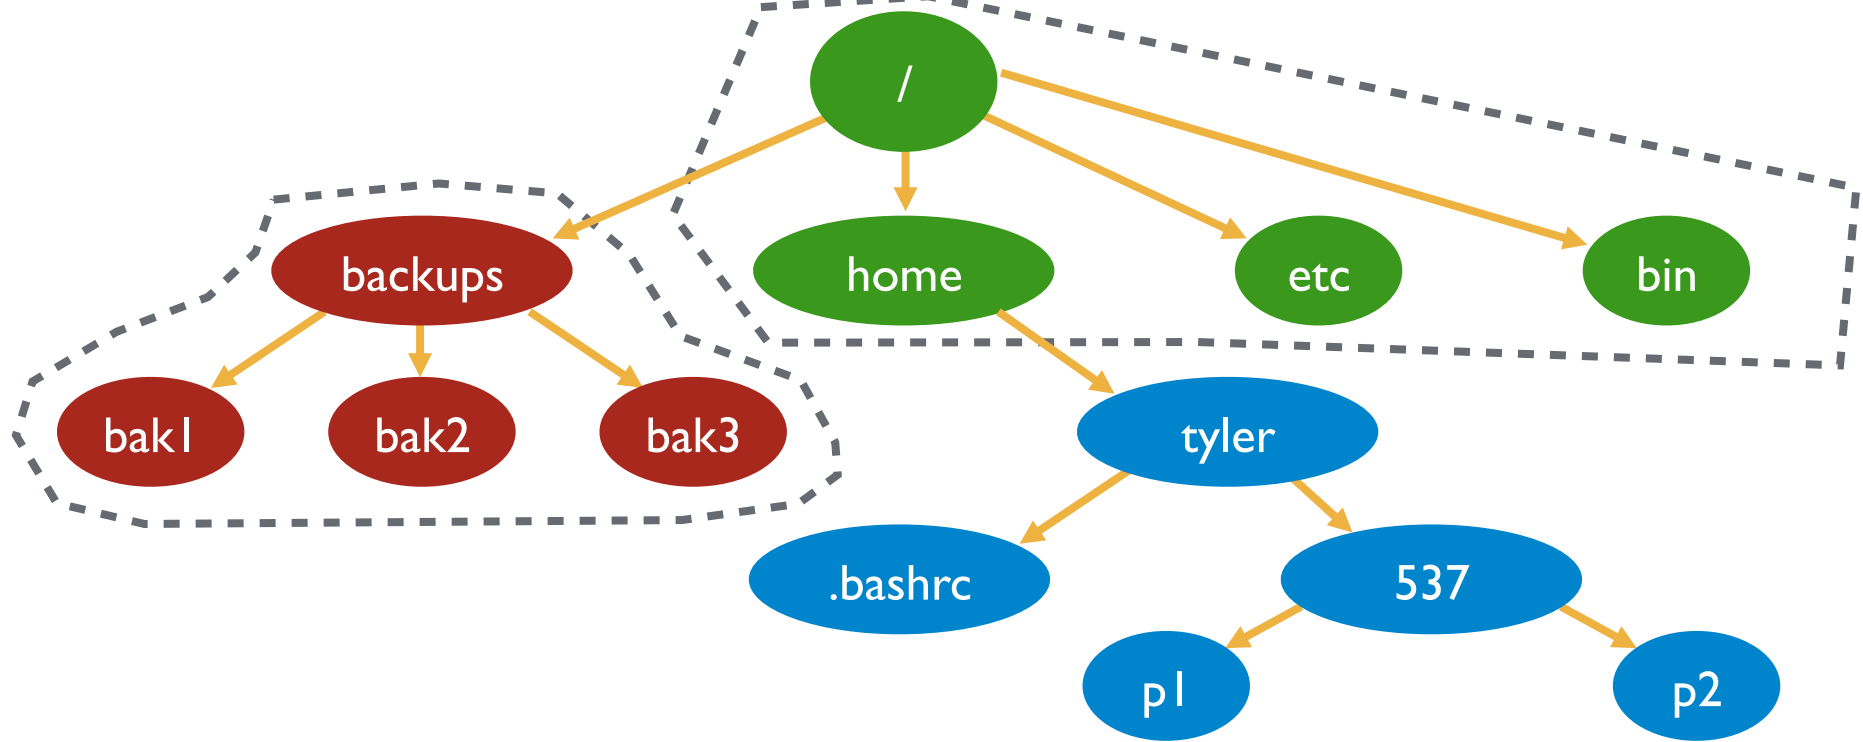 /
backups
home
etc
bin
bak1
bak2
bak3
tyler
.bashrc
537
p1
p2